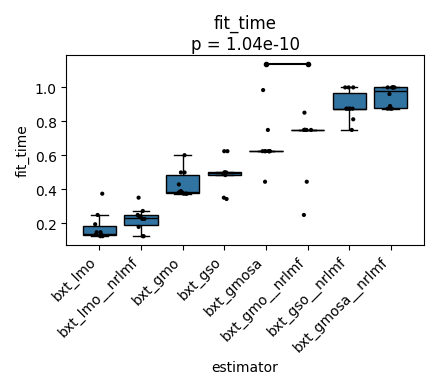 fit_time
p = 1.04e-10
fit_time
1.0
0.8
0.6
0.4
0.2
bxt_lmo
bxt_lmo__nrlmf
bxt_gmo
bxt_gso
bxt_gmosa
bxt_gmo__nrlmf
bxt_gso__nrlmf
bxt_gmosa__nrlmf
estimator